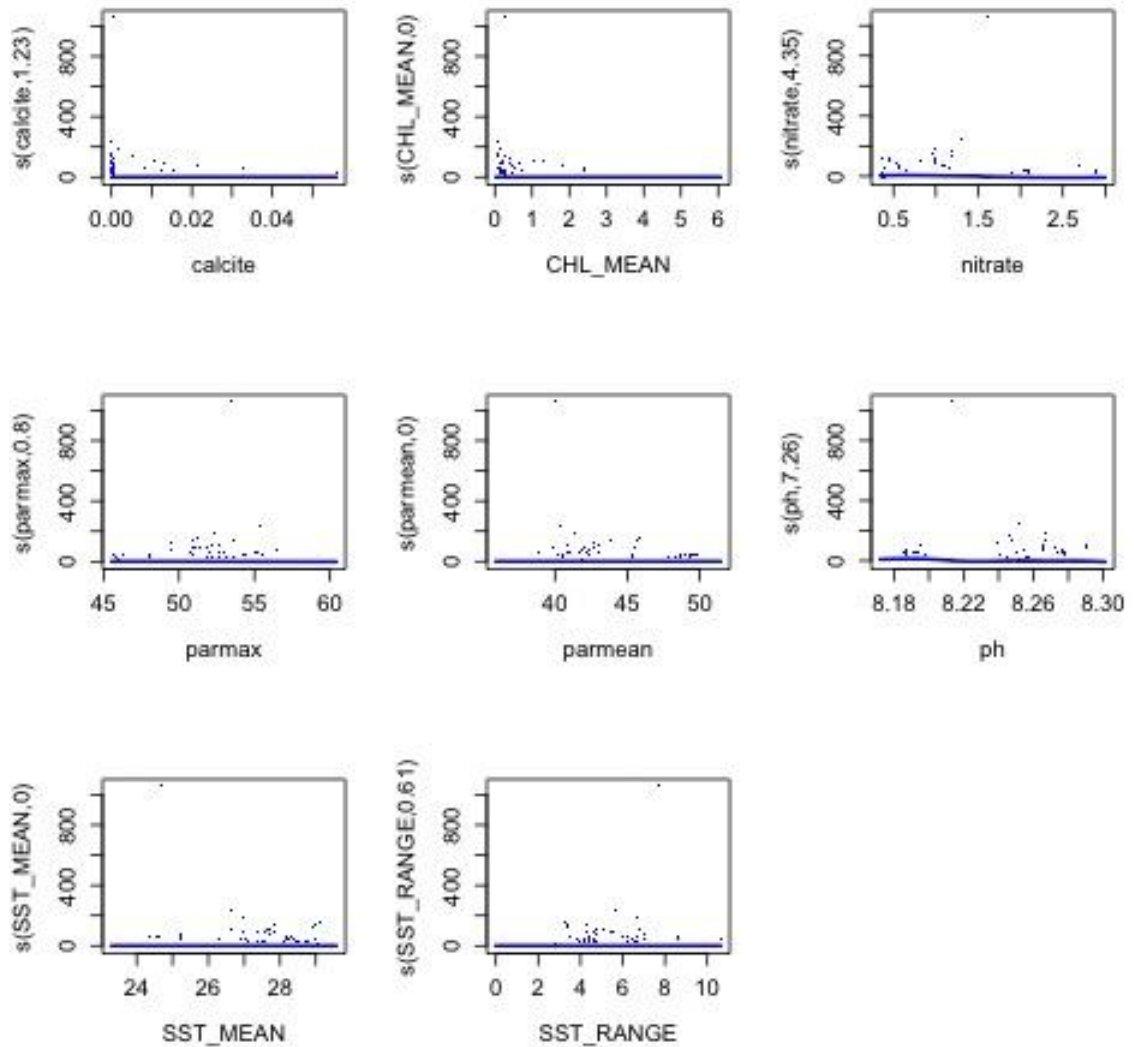 s(calcite,1.23)
800
400
0
0.00 0.02 0.04
calcite
s(CHL_MEAN,0)
800
400
0
0 1 2 3 4 5 6
CHL_MEAN
s(nitrate,4.35)
800
400
0
0.5 1.5 2.5
nitrate
s(parmax,0.8)
800
400
0
45 50 55 60
parmax
s(parmean,0)
800
400
0
40 45 50
parmean
s(ph,7.26)
800
400
0
8.18 8.22 8.26 8.30
ph
s(SST_MEAN,0)
800
400
0
24 26 28
SST_MEAN
s(SST_RANGE,0.61)
800
400
0
0 2 4 6 8 10
SST_RANGE